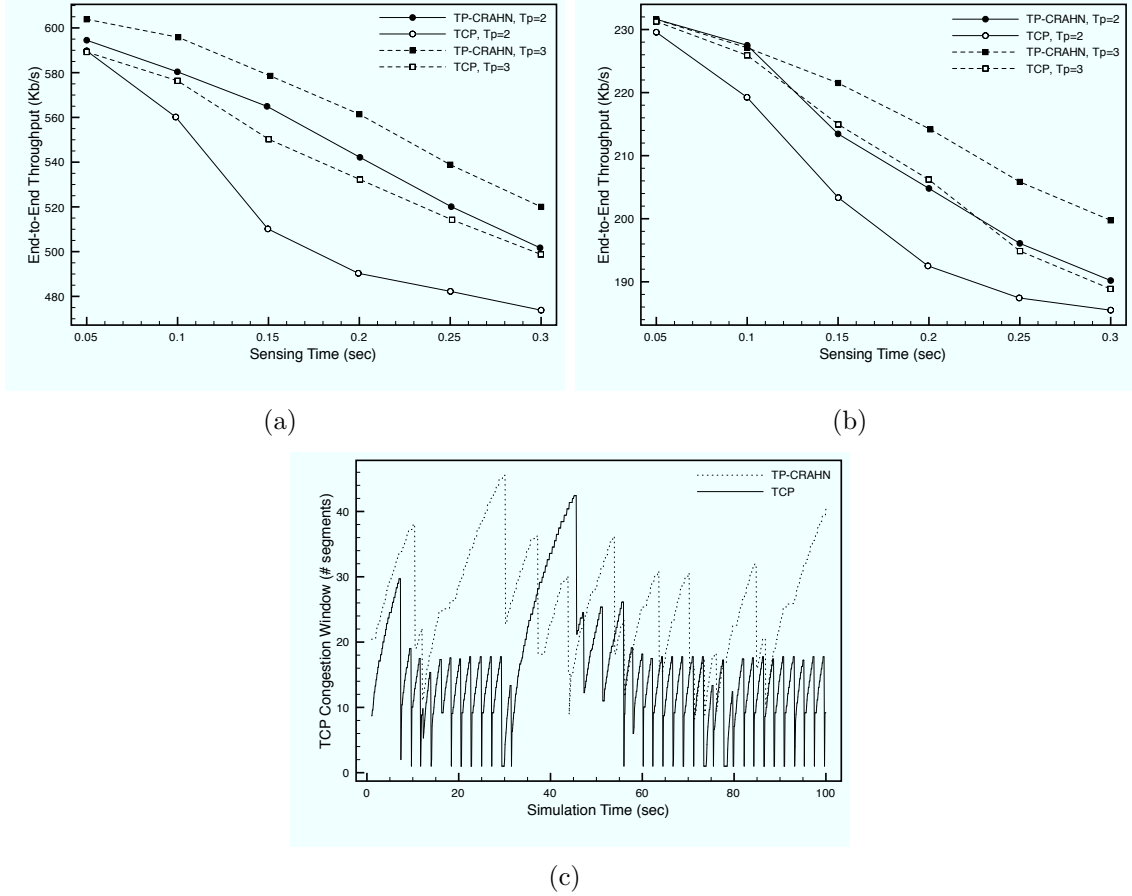 TP-CRAHN, Tp=2
TCP, Tp=2
TP-CRAHN, Tp=3
TCP, Tp=3
End-to-End Throughput (Kb/s)
600
580
560
540
520
500
480
0.05 0.1 0.15 0.2 0.25 0.3
Sensing Time (sec)
(a)
TP-CRAHN, Tp=2
TCP, Tp=2
TP-CRAHN, Tp=3
TCP, Tp=3
End-to-End Throughput (Kb/s)
230
220
210
200
190
0.05 0.1 0.15 0.2 0.25 0.3
Sensing Time (sec)
(b)
TP-CRAHN
TCP
TCP Congestion Window (# segments)
40
30
20
10
0
0 20 40 60 80 100
Simulation Time (sec)
(c)